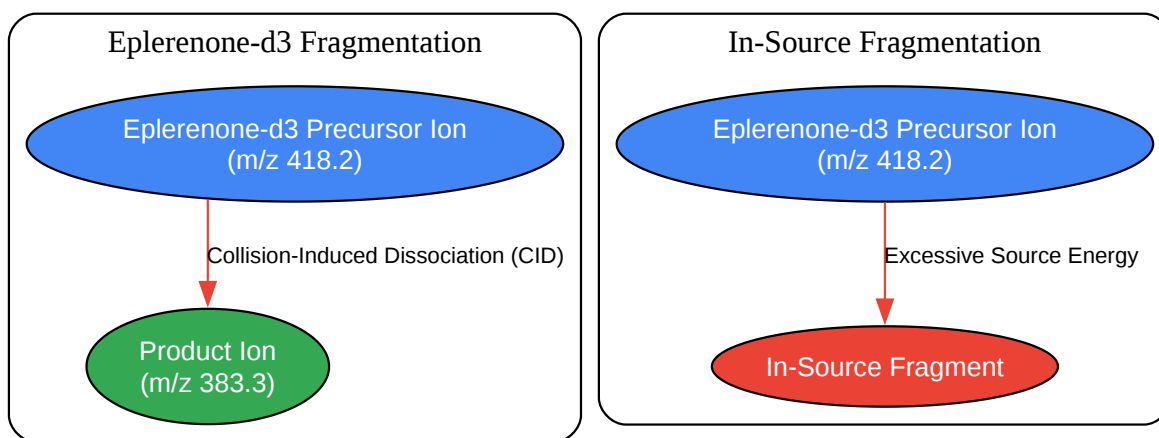 Eplerenone-d3 Fragmentation
Eplerenone-d3 Precursor Ion
(m/z 418.2)
Collision-Induced Dissociation (CID)
Product Ion
(m/z 383.3)
In-Source Fragmentation
Eplerenone-d3 Precursor Ion
(m/z 418.2)
Excessive Source Energy
In-Source Fragment